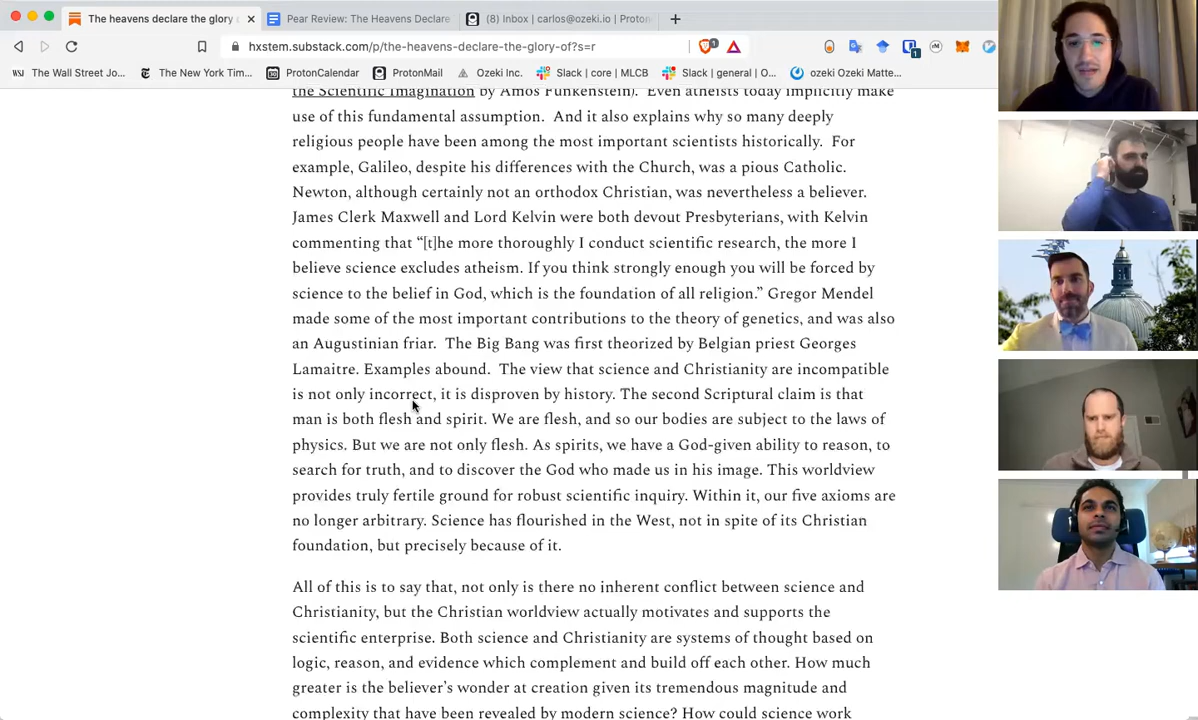 The heavens declare the glory
Pear Review: The Heavens Declare
(8) Inbox | carlos@ozeki.io | Proton
hxstem.substack.com/p/the-heavens-declare-the-glory-of?s=r
The Wall Street Jo...
The New York Tim...
ProtonCalendar
ProtonMail
Ozeki Inc.
Slack | core | MLCB
Slack | general | O...
ozeki Ozeki Matte...
the Scientific Imagination by Amos Funkenstein). Even atheists today implicitly make
use of this fundamental assumption. And it also explains why so many deeply
religious people have been among the most important scientists historically. For
example, Galileo, despite his differences with the Church, was a pious Catholic.
Newton, although certainly not an orthodox Christian, was nevertheless a believer.
James Clerk Maxwell and Lord Kelvin were both devout Presbyterians, with Kelvin
commenting that “[t]he more thoroughly I conduct scientific research, the more I
believe science excludes atheism. If you think strongly enough you will be forced by
science to the belief in God, which is the foundation of all religion.” Gregor Mendel
made some of the most important contributions to the theory of genetics, and was also
an Augustinian friar. The Big Bang was first theorized by Belgian priest Georges
Lamaitre. Examples abound. The view that science and Christianity are incompatible
is not only incorrect, it is disproven by history. The second Scriptural claim is that
man is both flesh and spirit. We are flesh, and so our bodies are subject to the laws of
physics. But we are not only flesh. As spirits, we have a God-given ability to reason, to
search for truth, and to discover the God who made us in his image. This worldview
provides truly fertile ground for robust scientific inquiry. Within it, our five axioms are
no longer arbitrary. Science has flourished in the West, not in spite of its Christian
foundation, but precisely because of it.
All of this is to say that, not only is there no inherent conflict between science and
Christianity, but the Christian worldview actually motivates and supports the
scientific enterprise. Both science and Christianity are systems of thought based on
logic, reason, and evidence which complement and build off each other. How much
greater is the believer’s wonder at creation given its tremendous magnitude and
complexity that have been revealed by modern science? How could science work